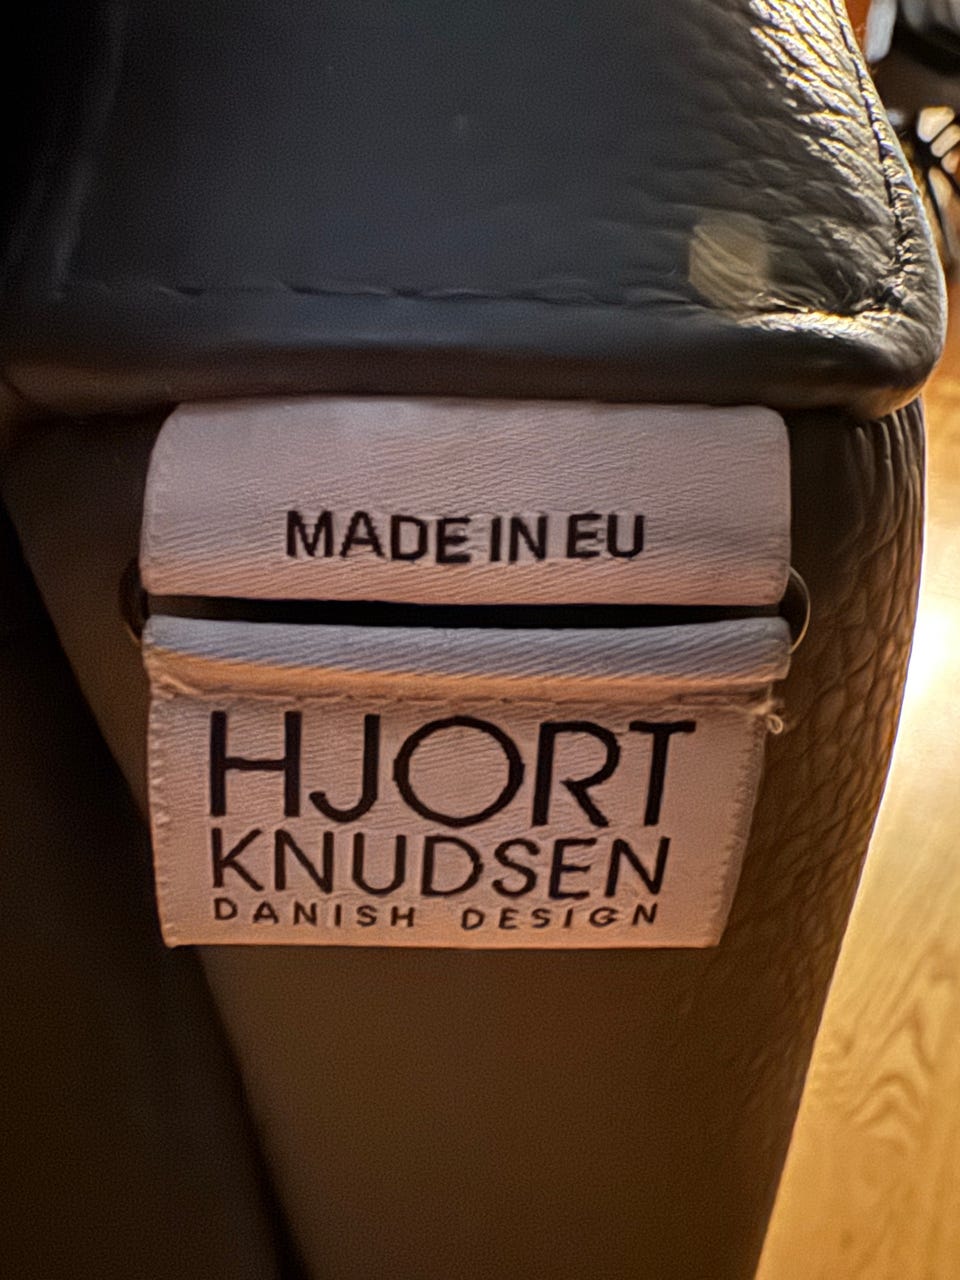 MADE IN EU
HJORT
KNUDSEN
DANISH DESIGN